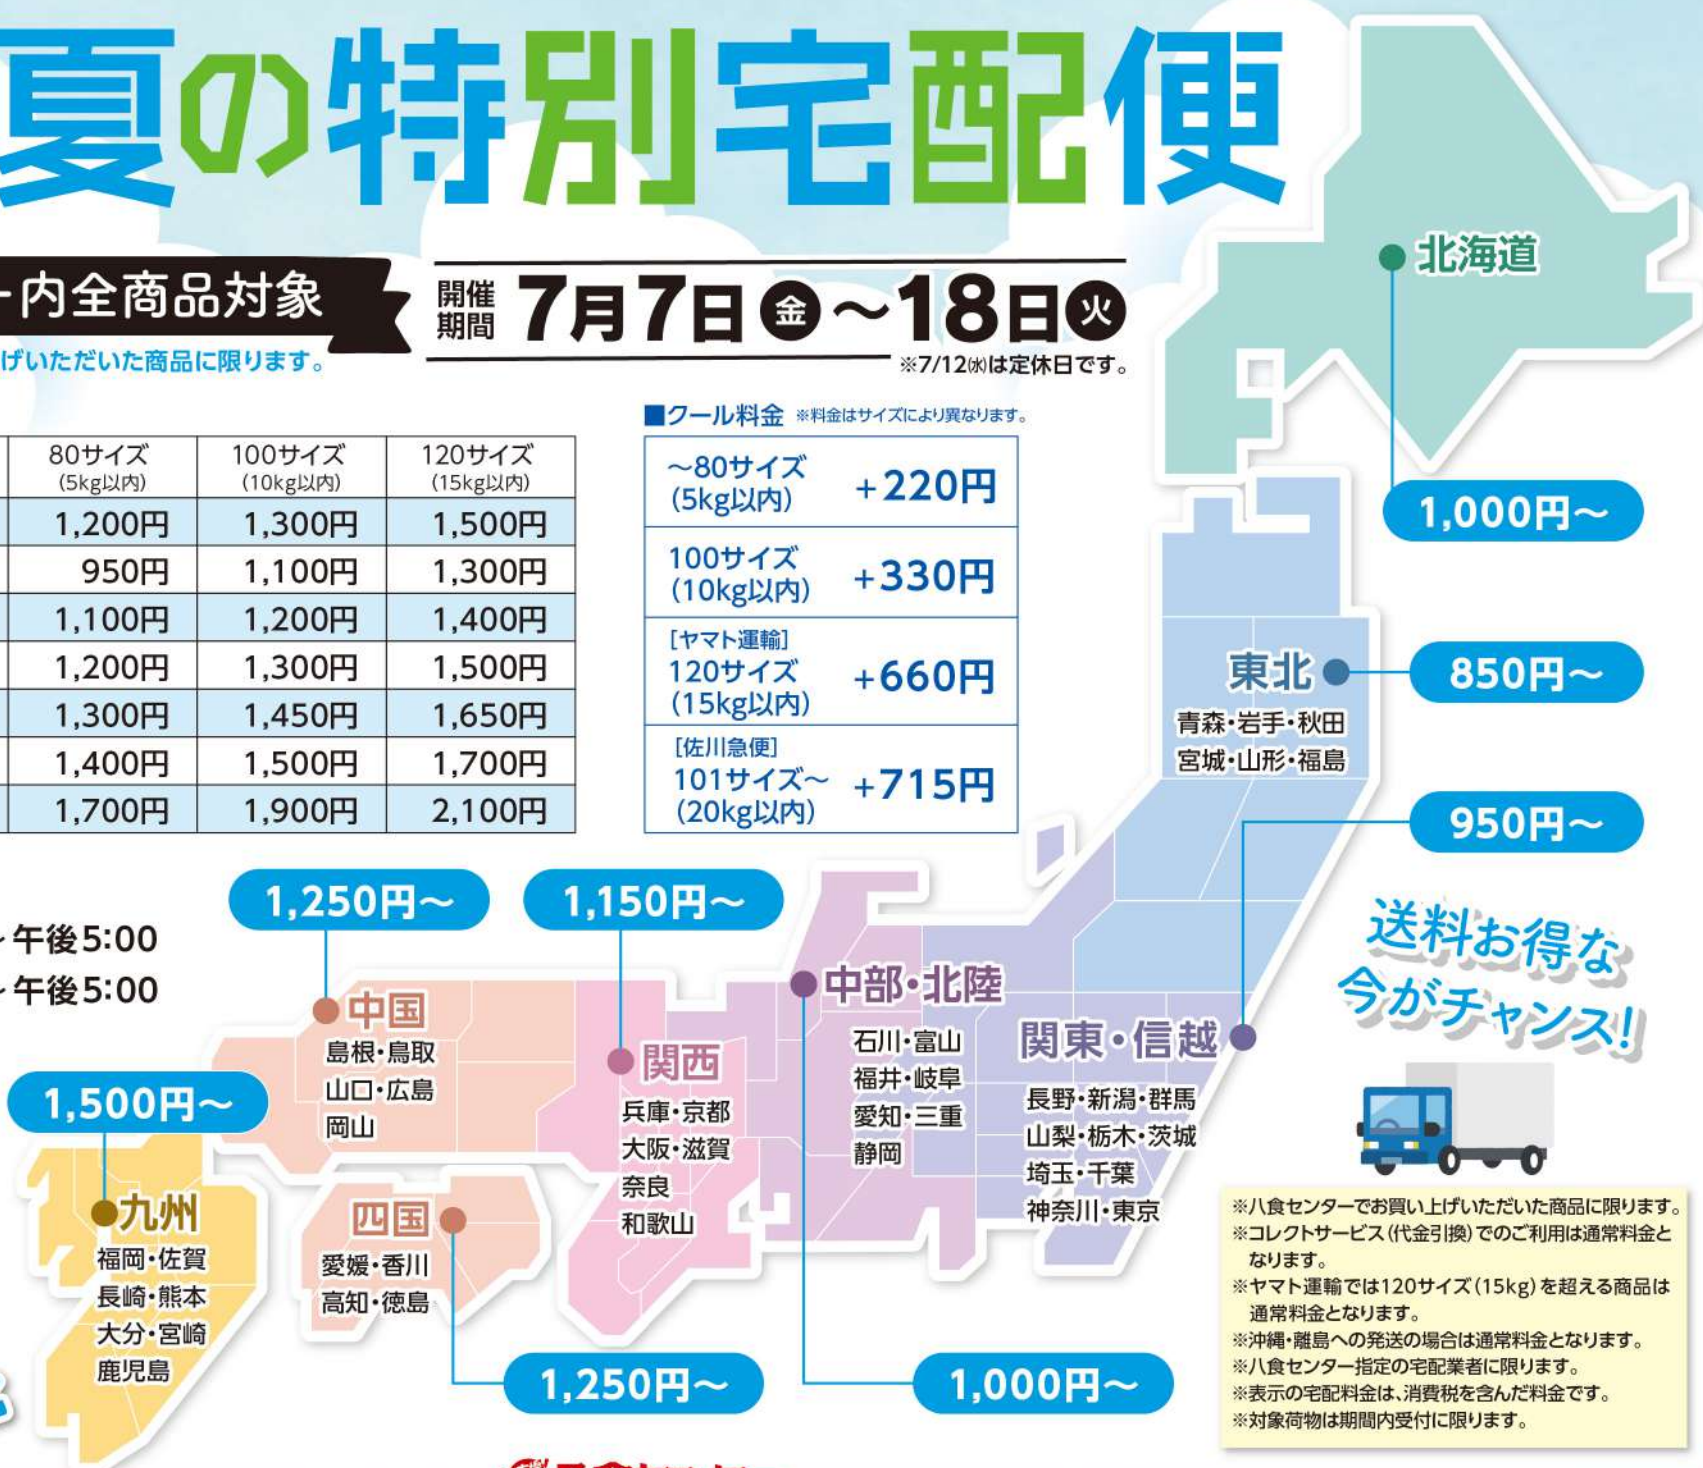 夏の特別宅配便
ー内全商品対象
げいただいた商品に限ります。
開催
期間
7月7日金〜18日火
※7/12㈬は定休日です。
80サイズ 100サイズ 120サイズ
(5kg以内) (10kg以内) (15kg以内)
1,200円 1,300円 1,500円
950円 1,100円 1,300円
1,100円 1,200円 1,400円
1,200円 1,300円 1,500円
1,300円 1,450円 1,650円
1,400円 1,500円 1,700円
1,700円 1,900円 2,100円
■クール料金 ※料金はサイズにより異なります。
〜80サイズ
(5kg以内)
+220円
100サイズ
(10kg以内)
+330円
[ヤマト運輸]
120サイズ
(15kg以内)
+660円
[佐川急便]
101サイズ〜
(20kg以内)
+715円
午後5:00
午後5:00
北海道
1,000円〜
東北
青森・岩手・秋田
宮城・山形・福島
850円〜
950円〜
関東・信越
長野・新潟・群馬
山梨・栃木・茨城
埼玉・千葉
神奈川・東京
中部・北陸
石川・富山
福井・岐阜
愛知・三重
静岡
1,000円〜
1,150円〜
関西
兵庫・京都
大阪・滋賀
奈良
和歌山
1,250円〜
中国
島根・鳥取
山口・広島
岡山
四国
愛媛・香川
高知・徳島
1,250円〜
1,500円〜
九州
福岡・佐賀
長崎・熊本
大分・宮崎
鹿児島
送料お得な
今がチャンス!
※八食センターでお買い上げいただいた商品に限ります。
※コレクトサービス(代金引換)でのご利用は通常料金と
なります。
※ヤマト運輸では120サイズ(15kg)を超える商品は
通常料金となります。
※沖縄・離島への発送の場合は通常料金となります。
※八食センター指定の宅配業者に限ります。
※表示の宅配料金は、消費税を含んだ料金です。
※対象荷物は期間内受付に限ります。